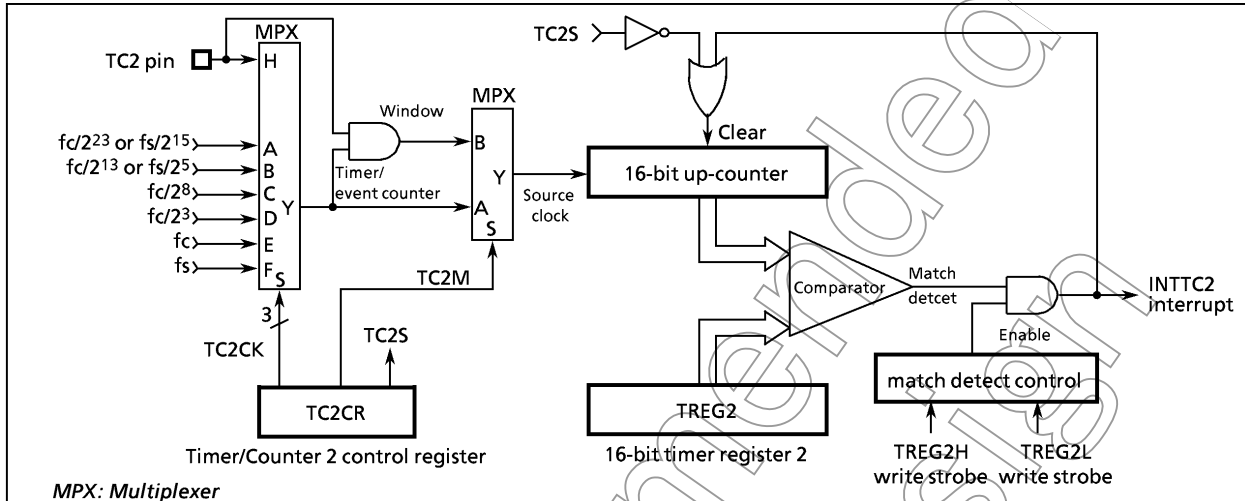 MPX
TC2S
TC2 pin
H
MPX
Window
Clear
fc/2²³ or fs/2¹⁵
A
B
16-bit up-counter
fc/2¹³ or fs/2⁵
B
Timer/
event counter
Y
fc/2⁸
C
Y
Source
clock
fc/2³
D
A
fc
E
S
fs
F
S
TC2M
Comparator
Match
detcet
INTTC2
interrupt
3
Enable
TC2CK
TC2S
match detect control
TC2CR
TREG2
Timer/Counter 2 control register
16-bit timer register 2
TREG2H
write strobe
TREG2L
write strobe
MPX: Multiplexer